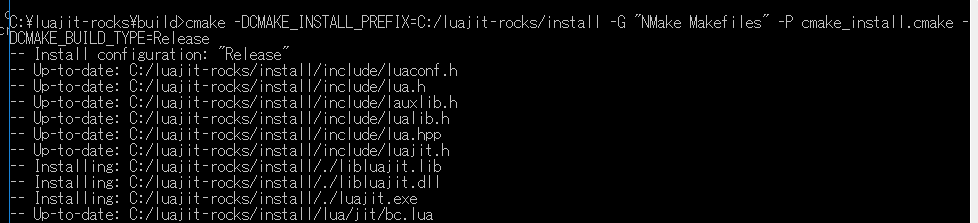 C:¥luajit-rocks¥build>cmake -DCMAKE_INSTALL_PREFIX=C:/luajit-rocks/install -G "NMake Makefiles" -P cmake_install.cmake -
DCMAKE_BUILD_TYPE=Release
-- Install configuration: "Release"
-- Up-to-date: C:/luajit-rocks/install/include/luaconf.h
-- Up-to-date: C:/luajit-rocks/install/include/lua.h
-- Up-to-date: C:/luajit-rocks/install/include/lauxlib.h
-- Up-to-date: C:/luajit-rocks/install/include/lualib.h
-- Up-to-date: C:/luajit-rocks/install/include/lua.hpp
-- Up-to-date: C:/luajit-rocks/install/include/luajit.h
-- Installing: C:/luajit-rocks/install/./libluajit.lib
-- Installing: C:/luajit-rocks/install/./libluajit.dll
-- Installing: C:/luajit-rocks/install/./luajit.exe
-- Up-to-date: C:/luajit-rocks/install/lua/jit/bc.lua